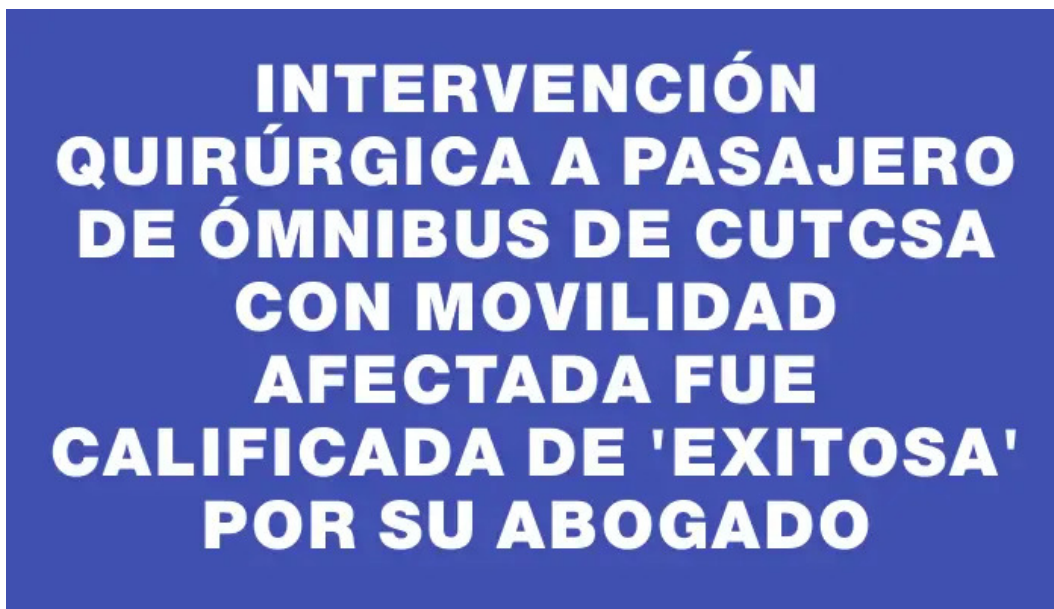 INTERVENCIÓN
QUIRÚRGICA A PASAJERO
DE ÓMNIBUS DE CUTCSA
CON MOVILIDAD
AFECTADA FUE
CALIFICADA DE 'EXITOSA'
POR SU ABOGADO